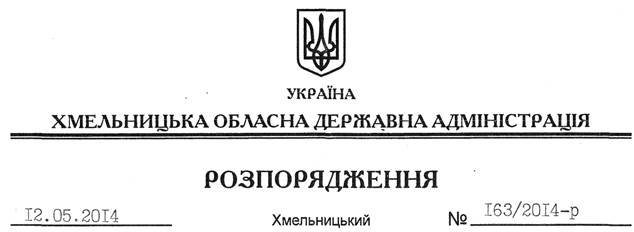 УКРАЇНА
ХМЕЛЬНИЦЬКА ОБЛАСНА ДЕРЖАВНА АДМІНІСТРАЦІЯ
РОЗПОРЯДЖЕННЯ
12.05.2014 Хмельницький № 163/2014-р